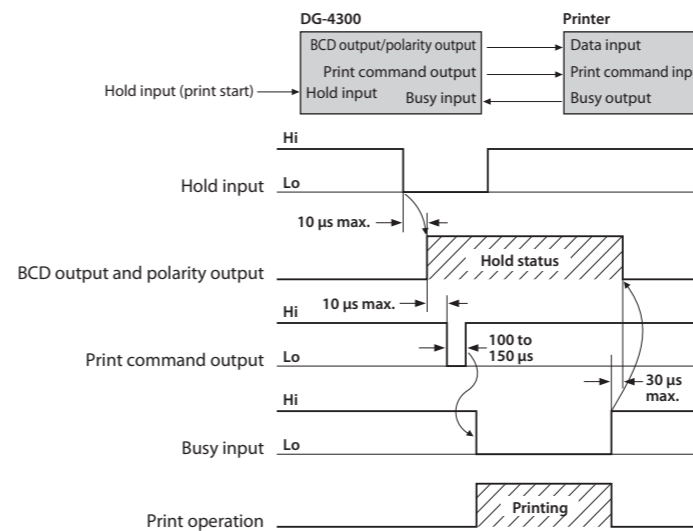 DG-4300 Printer
BCD output/polarity output Data input
Print command output Print command inp
Hold input (print start) Hold input Busy input Busy output
Hi
Hold input Lo
10 µs max.
Hold status
BCD output and polarity output
10 µs max.
Hi
100 to
150 µs
Print command output Lo
30 µs
max.
Hi
Busy input Lo
Printing
Print operation